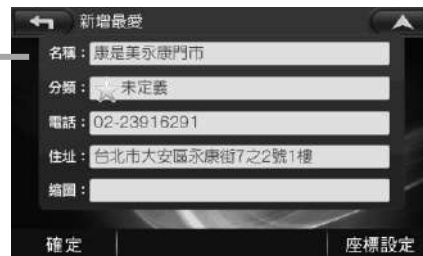 新增最愛
名稱：康是美永康門市
分類：未定義
電話：02-23916291
住址：台北市大安區永康街7之2號1樓
縮圖：
確定
座標設定